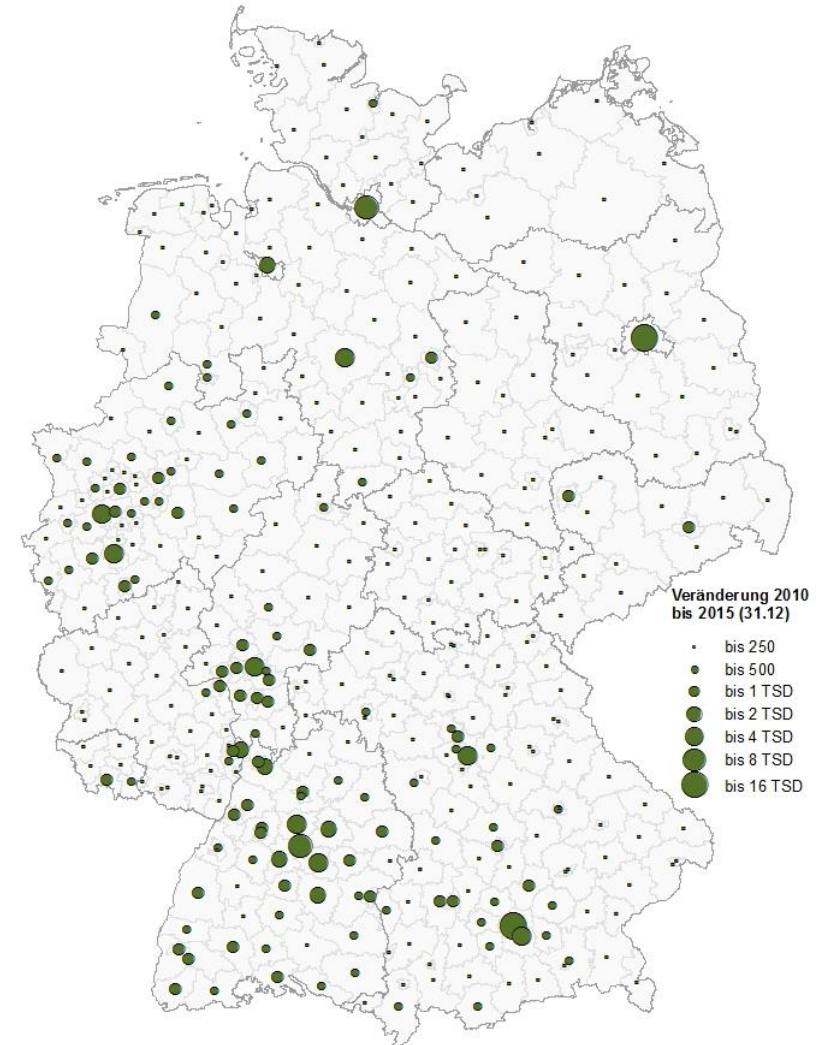 Veränderung 2010
bis 2015 (31.12)
bis 250
bis 500
bis 1 TSD
bis 2 TSD
bis 4 TSD
bis 8 TSD
bis 16 TSD